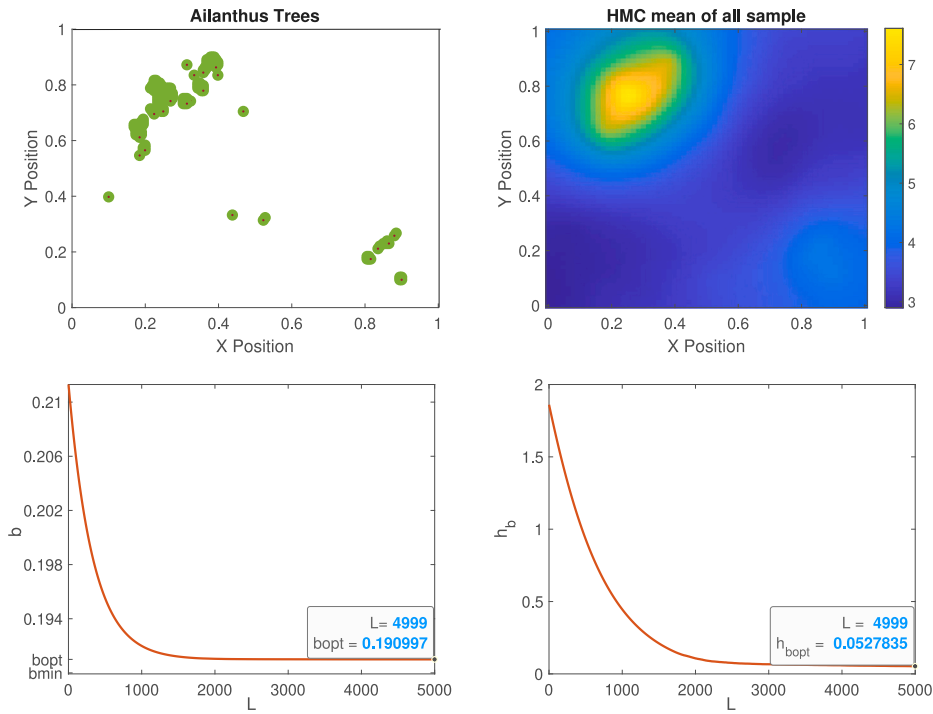 Ailanthus Trees
1
0.8
0.6
0.4
0.2
0
Y Position
0 0.2 0.4 0.6 0.8 1
X Position
HMC mean of all sample
1
0.8
0.6
0.4
0.2
0
Y Position
0 0.2 0.4 0.6 0.8 1
X Position
7
6
5
4
3
0.21
0.206
0.202
0.198
0.194
bopt
bmin
b
L= 4999
bopt = 0.190997
0 1000 2000 3000 4000 5000
L
2
1.5
1
0.5
0
h_b
L = 4999
h_bopt = 0.0527835
0 1000 2000 3000 4000 5000
L